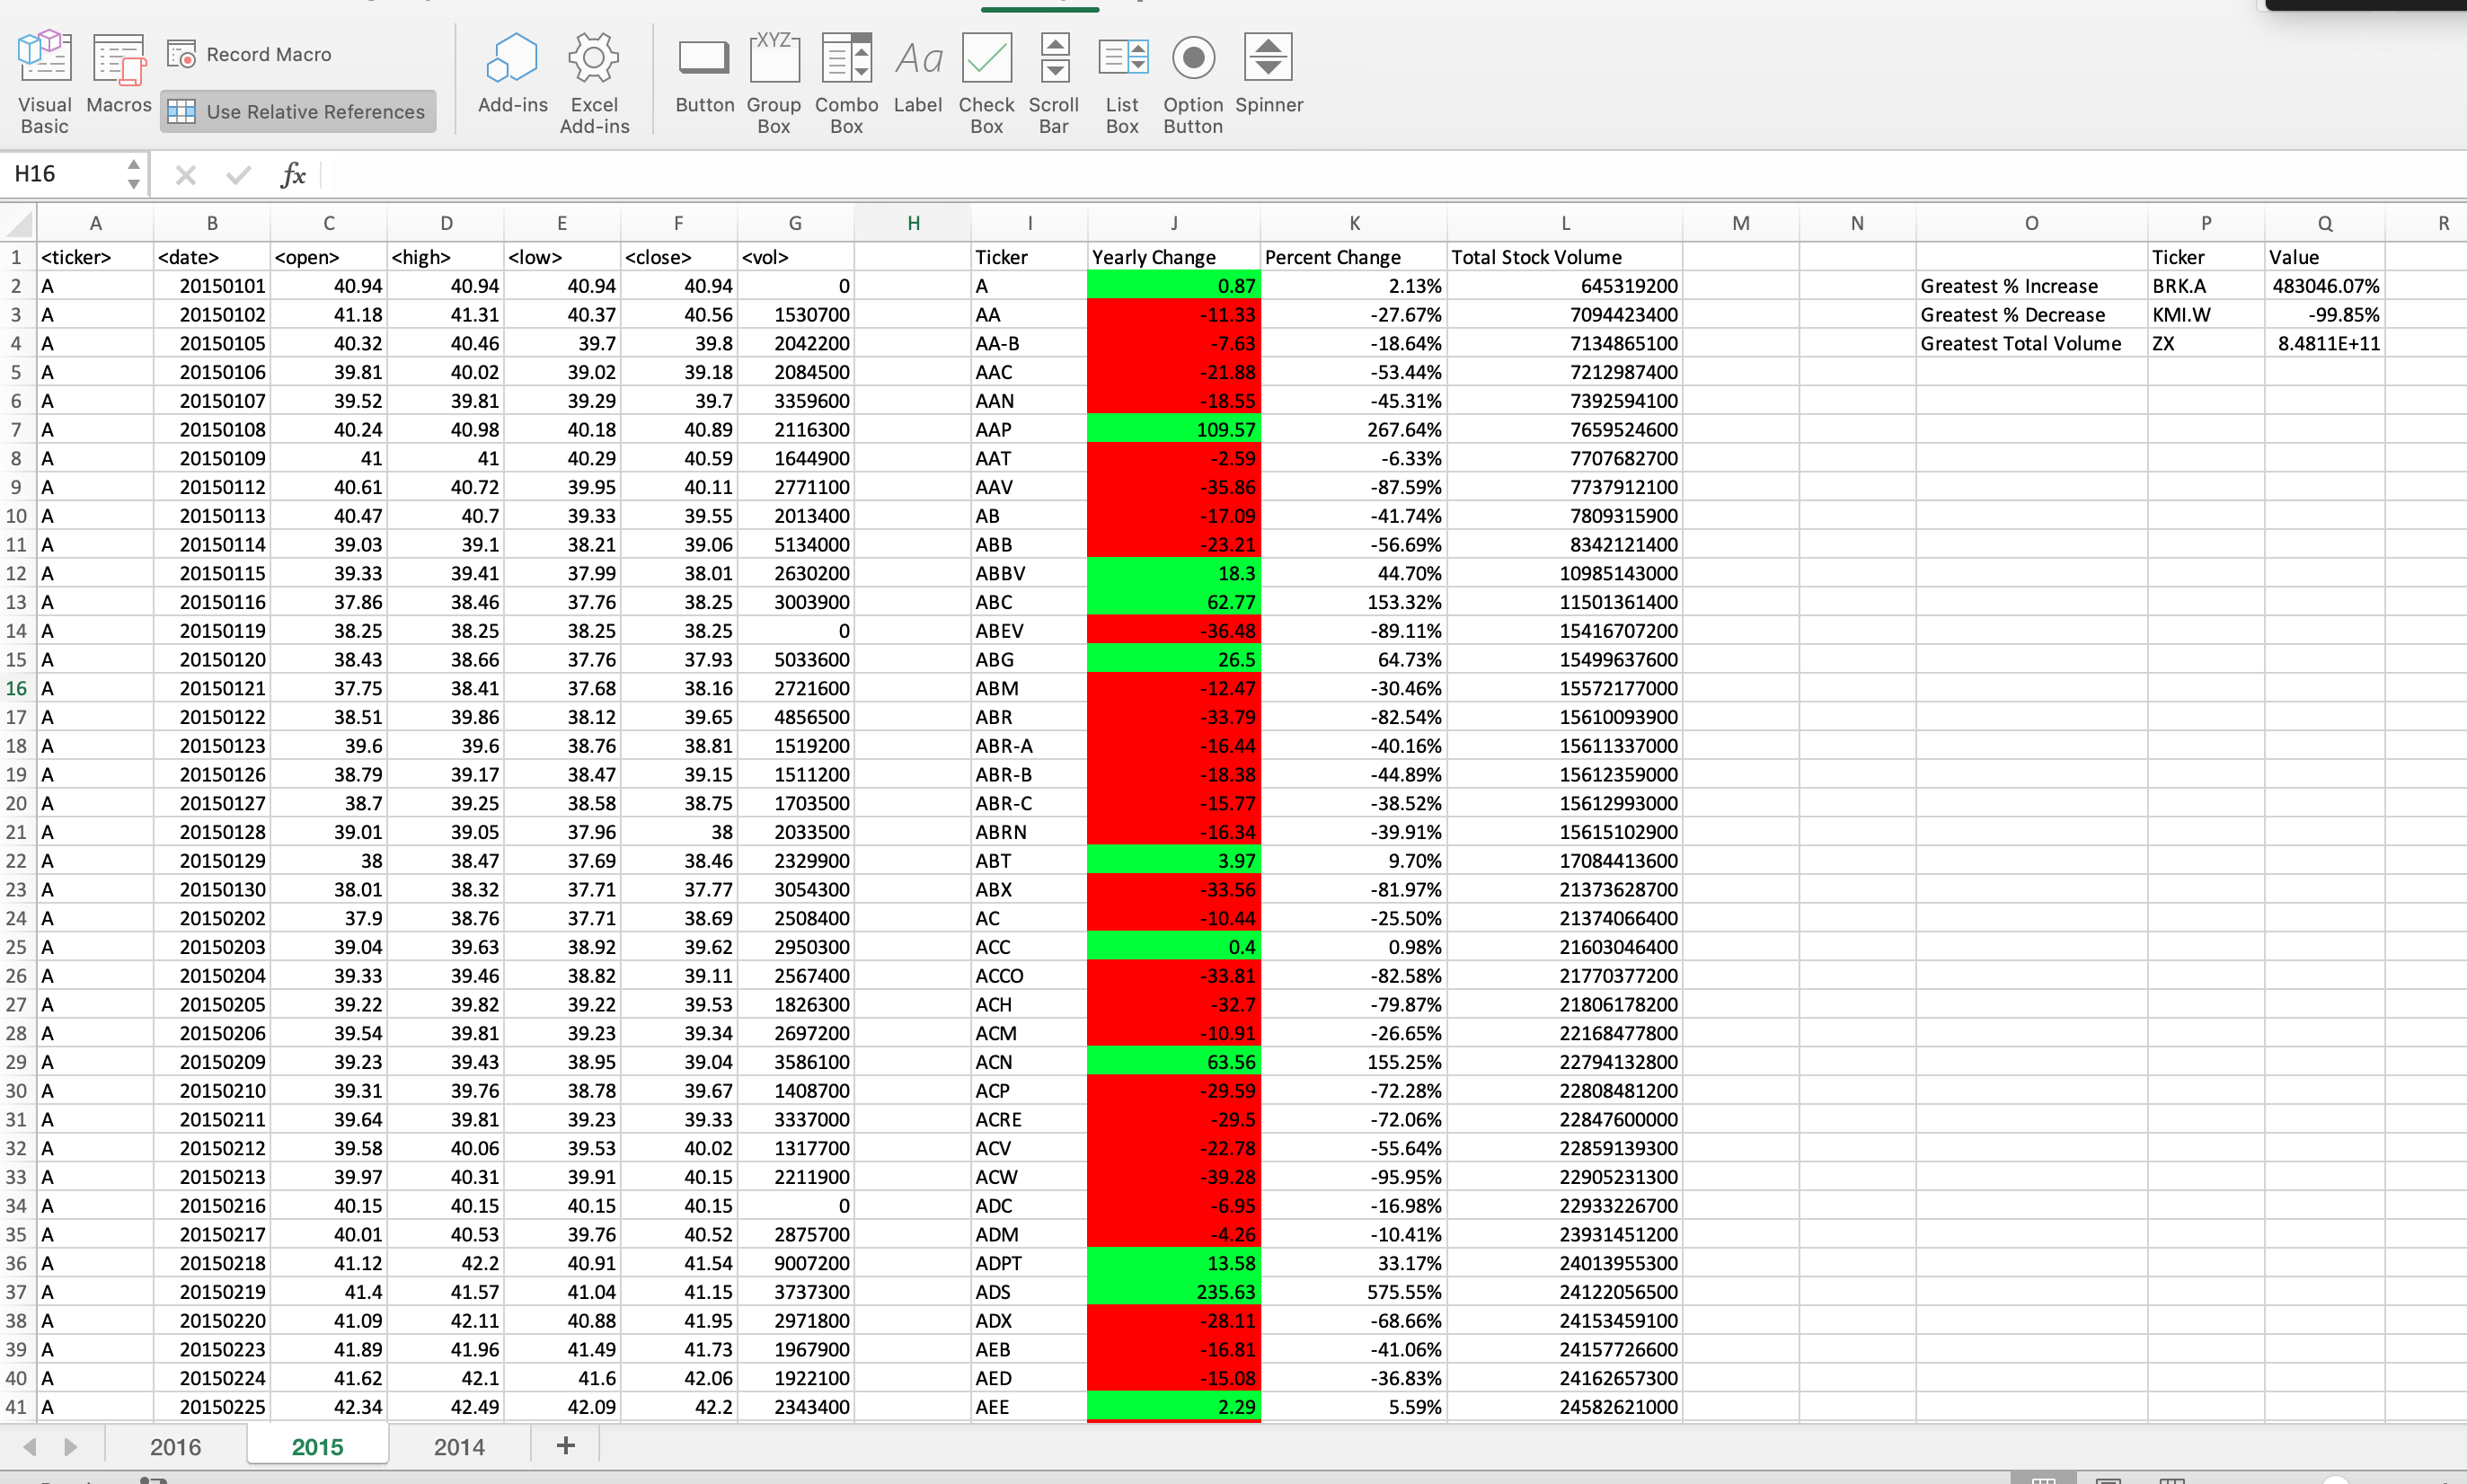 Visual Basic
Macros
Record Macro
Use Relative References
Add-ins
Excel Add-ins
Button
XYZ
Group Box
Combo Box
Aa
Label
Check Box
Scroll Bar
List Box
Option Button
Spinner
H16 fx
A B C D E F G H I J K L M N O P Q R
1 <ticker> <date> <open> <high> <low> <close> <vol> Ticker Yearly Change Percent Change Total Stock Volume Ticker Value
2 A 20150101 40.94 40.94 40.94 40.94 0 A 0.87 2.13% 645319200 Greatest % Increase BRK.A 483046.07%
3 A 20150102 41.18 41.31 40.37 40.56 1530700 AA -11.33 -27.67% 7094423400 Greatest % Decrease KMI.W -99.85%
4 A 20150105 40.32 40.46 39.7 39.8 2042200 AA-B -7.63 -18.64% 7134865100 Greatest Total Volume ZX 8.4811E+11
5 A 20150106 39.81 40.02 39.02 39.18 2084500 AAC -21.88 -53.44% 7212987400
6 A 20150107 39.52 39.81 39.29 39.7 3359600 AAN -18.55 -45.31% 7392594100
7 A 20150108 40.24 40.98 40.18 40.89 2116300 AAP 109.57 267.64% 7659524600
8 A 20150109 41 41 40.29 40.59 1644900 AAT -2.59 -6.33% 7707682700
9 A 20150112 40.61 40.72 39.95 40.11 2771100 AAV -35.86 -87.59% 7737912100
10 A 20150113 40.47 40.7 39.33 39.55 2013400 AB -17.09 -41.74% 7809315900
11 A 20150114 39.03 39.1 38.21 39.06 5134000 ABB -23.21 -56.69% 8342121400
12 A 20150115 39.33 39.41 37.99 38.01 2630200 ABBV 18.3 44.70% 10985143000
13 A 20150116 37.86 38.46 37.76 38.25 3003900 ABC 62.77 153.32% 11501361400
14 A 20150119 38.25 38.25 38.25 38.25 0 ABEV -36.48 -89.11% 15416707200
15 A 20150120 38.43 38.66 37.76 37.93 5033600 ABG 26.5 64.73% 15499637600
16 A 20150121 37.75 38.41 37.68 38.16 2721600 ABM -12.47 -30.46% 15572177000
17 A 20150122 38.51 39.86 38.12 39.65 4856500 ABR -33.79 -82.54% 15610093900
18 A 20150123 39.6 39.6 38.76 38.81 1519200 ABR-A -16.44 -40.16% 15611337000
19 A 20150126 38.79 39.17 38.47 39.15 1511200 ABR-B -18.38 -44.89% 15612359000
20 A 20150127 38.7 39.25 38.58 38.75 1703500 ABR-C -15.77 -38.52% 15612993000
21 A 20150128 39.01 39.05 37.96 38 2033500 ABRN -16.34 -39.91% 15615102900
22 A 20150129 38 38.47 37.69 38.46 2329900 ABT 3.97 9.70% 17084413600
23 A 20150130 38.01 38.32 37.71 37.77 3054300 ABX -33.56 -81.97% 21373628700
24 A 20150202 37.9 38.76 37.71 38.69 2508400 AC -10.44 -25.50% 21374066400
25 A 20150203 39.04 39.63 38.92 39.62 2950300 ACC 0.4 0.98% 21603046400
26 A 20150204 39.33 39.46 38.82 39.11 2567400 ACCO -33.81 -82.58% 21770377200
27 A 20150205 39.22 39.82 39.22 39.53 1826300 ACH -32.7 -79.87% 21806178200
28 A 20150206 39.54 39.81 39.23 39.34 2697200 ACM -10.91 -26.65% 22168477800
29 A 20150209 39.23 39.43 38.95 39.04 3586100 ACN 63.56 155.25% 22794132800
30 A 20150210 39.31 39.76 38.78 39.67 1408700 ACP -29.59 -72.28% 22808481200
31 A 20150211 39.64 39.81 39.23 39.33 3337000 ACRE -29.5 -72.06% 22847600000
32 A 20150212 39.58 40.06 39.53 40.02 1317700 ACV -22.78 -55.64% 22859139300
33 A 20150213 39.97 40.31 39.91 40.15 2211900 ACW -39.28 -95.95% 22905231300
34 A 20150216 40.15 40.15 40.15 40.15 0 ADC -6.95 -16.98% 22933226700
35 A 20150217 40.01 40.53 39.76 40.52 2875700 ADM -4.26 -10.41% 23931451200
36 A 20150218 41.12 42.2 40.91 41.54 9007200 ADPT 13.58 33.17% 24013955300
37 A 20150219 41.4 41.57 41.04 41.15 3737300 ADS 235.63 575.55% 24122056500
38 A 20150220 41.09 42.11 40.88 41.95 2971800 ADX -28.11 -68.66% 24153459100
39 A 20150223 41.89 41.96 41.49 41.73 1967900 AEB -16.81 -41.06% 24157726600
40 A 20150224 41.62 42.1 41.6 42.06 1922100 AED -15.08 -36.83% 24162657300
41 A 20150225 42.34 42.49 42.09 42.2 2343400 AEE 2.29 5.59% 24582621000
2016 2015 2014 +